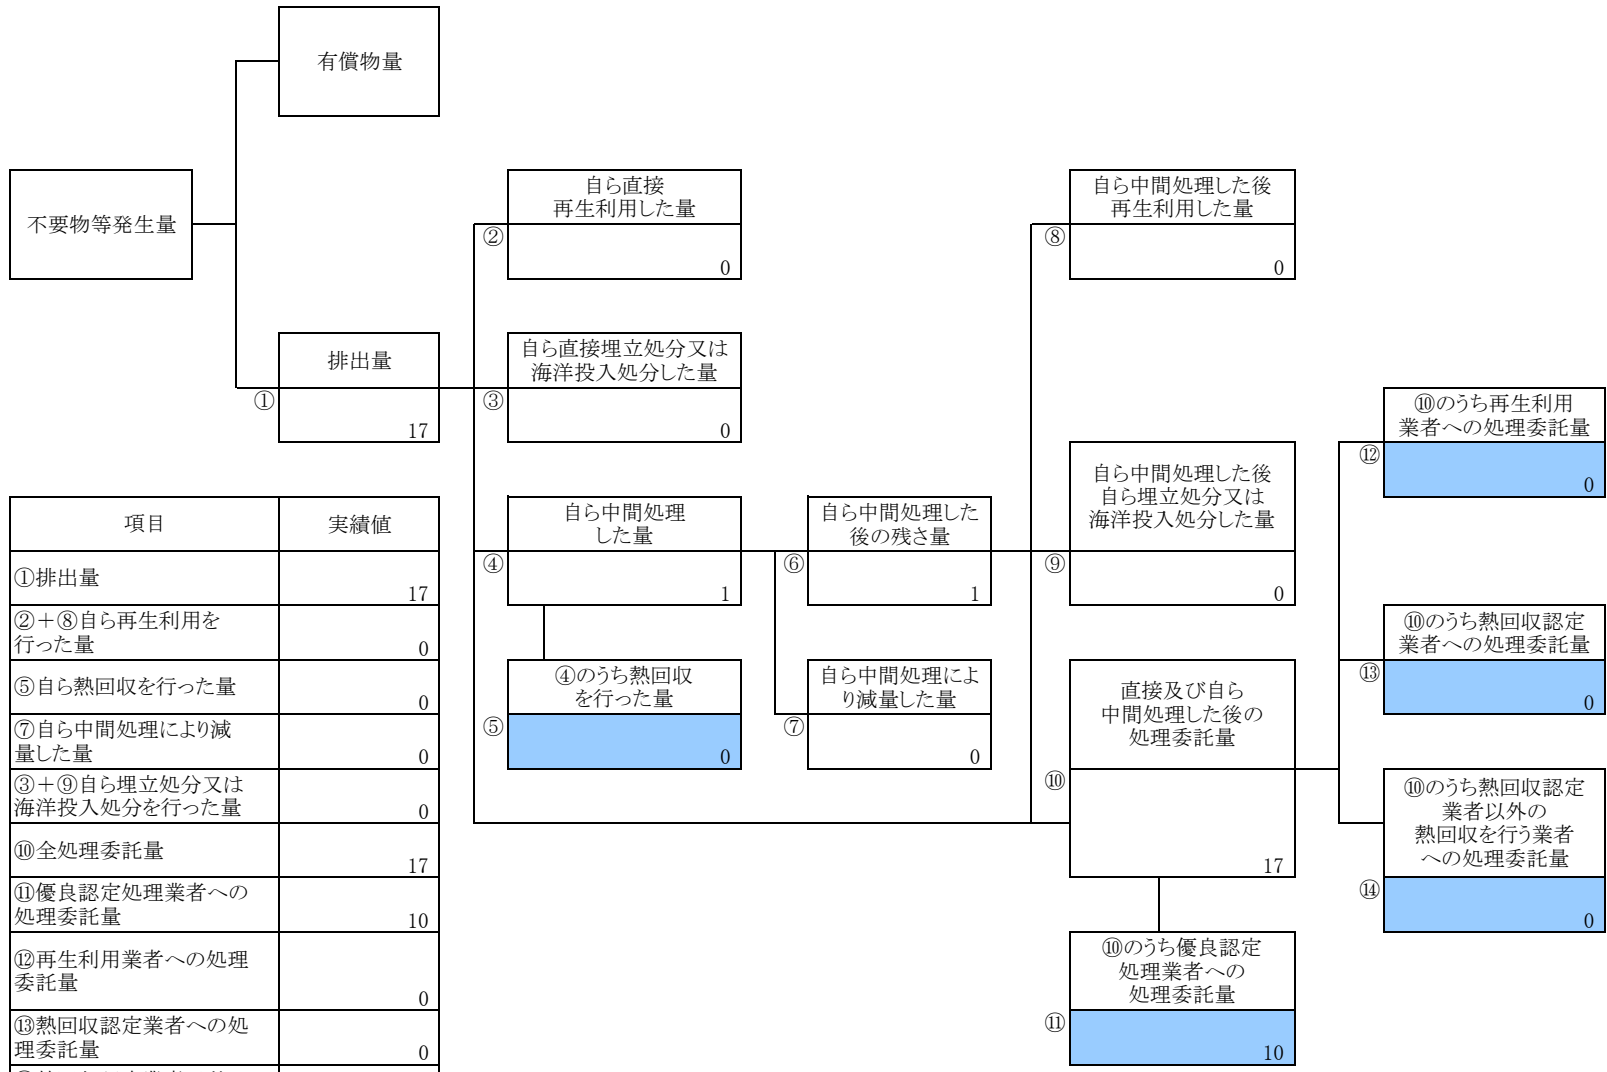 有償物量
不要物等発生量
自ら直接
再生利用した量
②
0
自ら中間処理した後
再生利用した量
⑧
0
排出量
①
17
自ら直接埋立処分又は
海洋投入処分した量
③
0
⑩のうち再生利用
業者への処理委託量
⑫
0
自ら中間処理
した量
④
1
自ら中間処理した
後の残さ量
⑥
1
自ら中間処理した後
自ら埋立処分又は
海洋投入処分した量
⑨
0
⑩のうち熱回収認定
業者への処理委託量
⑬
0
④のうち熱回収
を行った量
⑤
0
自ら中間処理によ
り減量した量
⑦
0
直接及び自ら
中間処理した後の
処理委託量
⑩
17
⑩のうち熱回収認定
業者以外の
熱回収を行う業者
への処理委託量
⑭
0
⑩のうち優良認定
処理業者への
処理委託量
⑪
10
項目 実績値
①排出量
17
②+⑧自ら再生利用を
行った量
0
⑤自ら熱回収を行った量
0
⑦自ら中間処理により減
量した量
0
③+⑨自ら埋立処分又は
海洋投入処分を行った量
0
⑩全処理委託量
17
⑪優良認定処理業者への
処理委託量
10
⑫再生利用業者への処理
委託量
0
⑬熱回収認定業者への処
理委託量
0